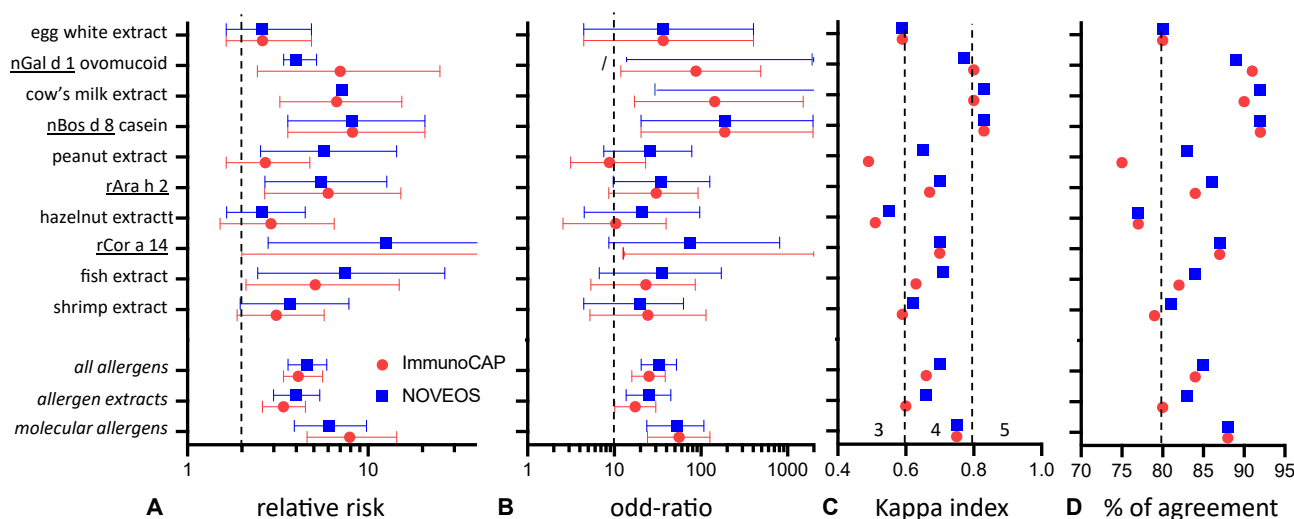 egg white extract
nGal d 1 ovomucoid
/
cow's milk extract
nBos d 8 casein
peanut extract
rAra h 2
hazelnut extractt
rCor a 14
fish extract
shrimp extract
all allergens
ImmunoCAP
allergen extracts
NOVEOS
molecular allergens
3 4 5
1 10
1 10 100 1000
0.4 0.6 0.8 1.0
70 75 80 85 90 95
A relative risk
B odd-ratio
C Kappa index
D % of agreement